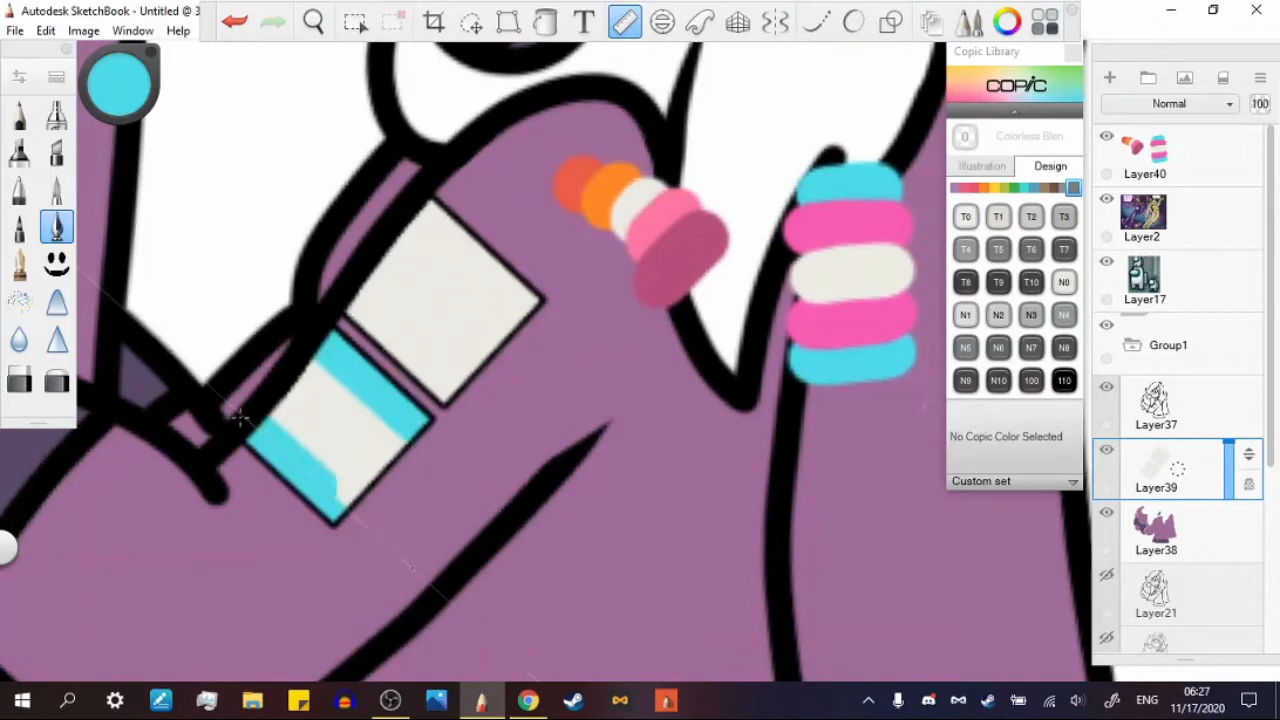 Autodesk SketchBook - Untitled @ 3
File Edit Image Window Help
T
Copic Library
COPiC
0 Colorless Blen
Illustration Design
T0 T1 T2 T3
T4 T5 T6 T7
T8 T9 T10 N0
N1 N2 N3 N4
N5 N6 N7 N8
N9 N10 100 110
No Copic Color Selected
Custom set
Normal 100
Layer40
Layer2
Layer17
Group1
Layer37
Layer39
Layer38
Layer21
ENG
06:27
11/17/2020